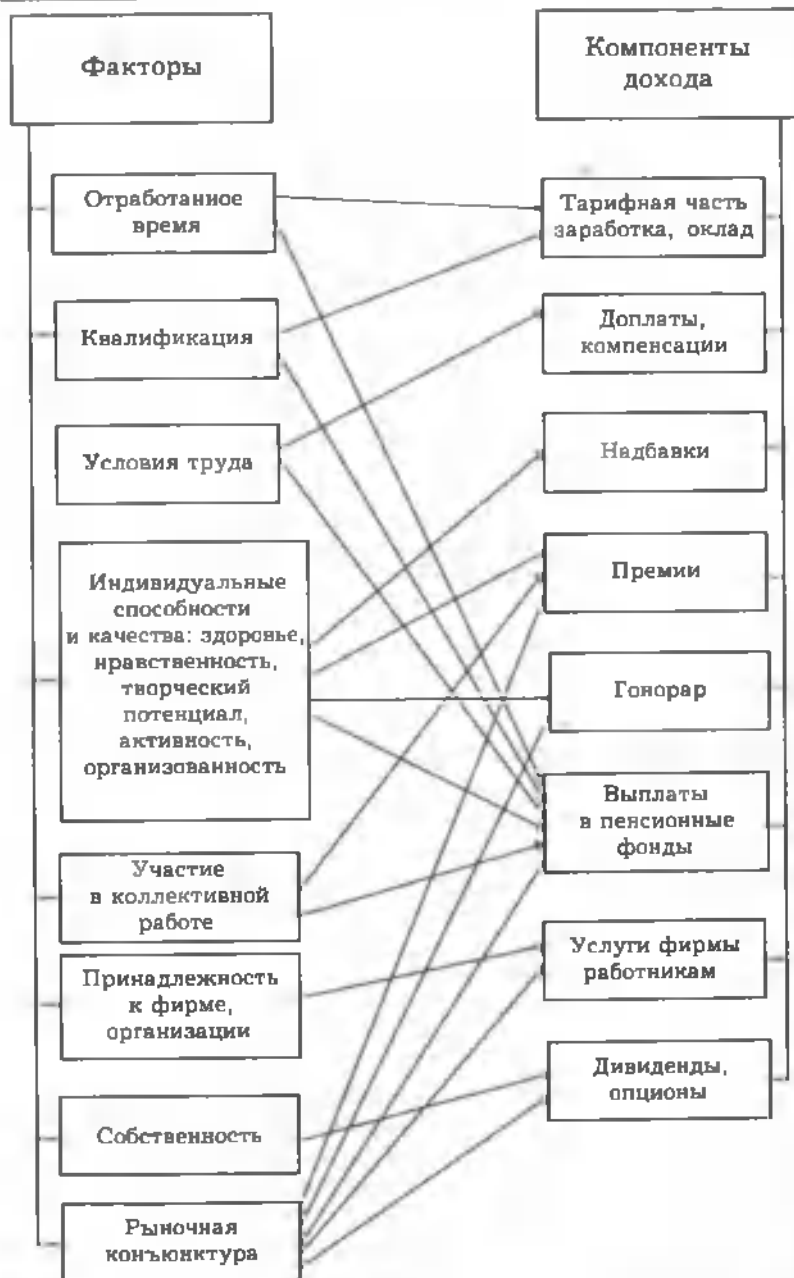 Факторы
Отработанное
время
Квалификация
Условия труда
Индивидуальные
способности
и качества: здоровье,
нравственность,
творческий
потенциал,
активность,
организованность
Участие
в коллективной
работе
Принадлежность
к фирме,
организации
Собственность
Рыночная
конъюнктура
Компоненты
дохода
Тарифная часть
заработка, оклад
Доплаты,
компенсации
Надбавки
Премии
Гонорар
Выплаты
в пенсионные
фонды
Услуги фирмы
работникам
Дивиденды,
опционы